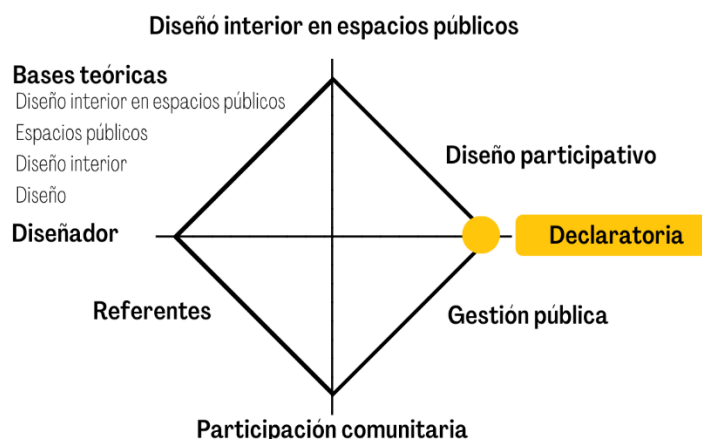 Diseñó interior en espacios públicos
Bases teóricas
Diseño interior en espacios públicos
Espacios públicos
Diseño interior
Diseño
Diseño participativo
Diseñador
Declaratoria
Referentes
Gestión pública
Participación comunitaria